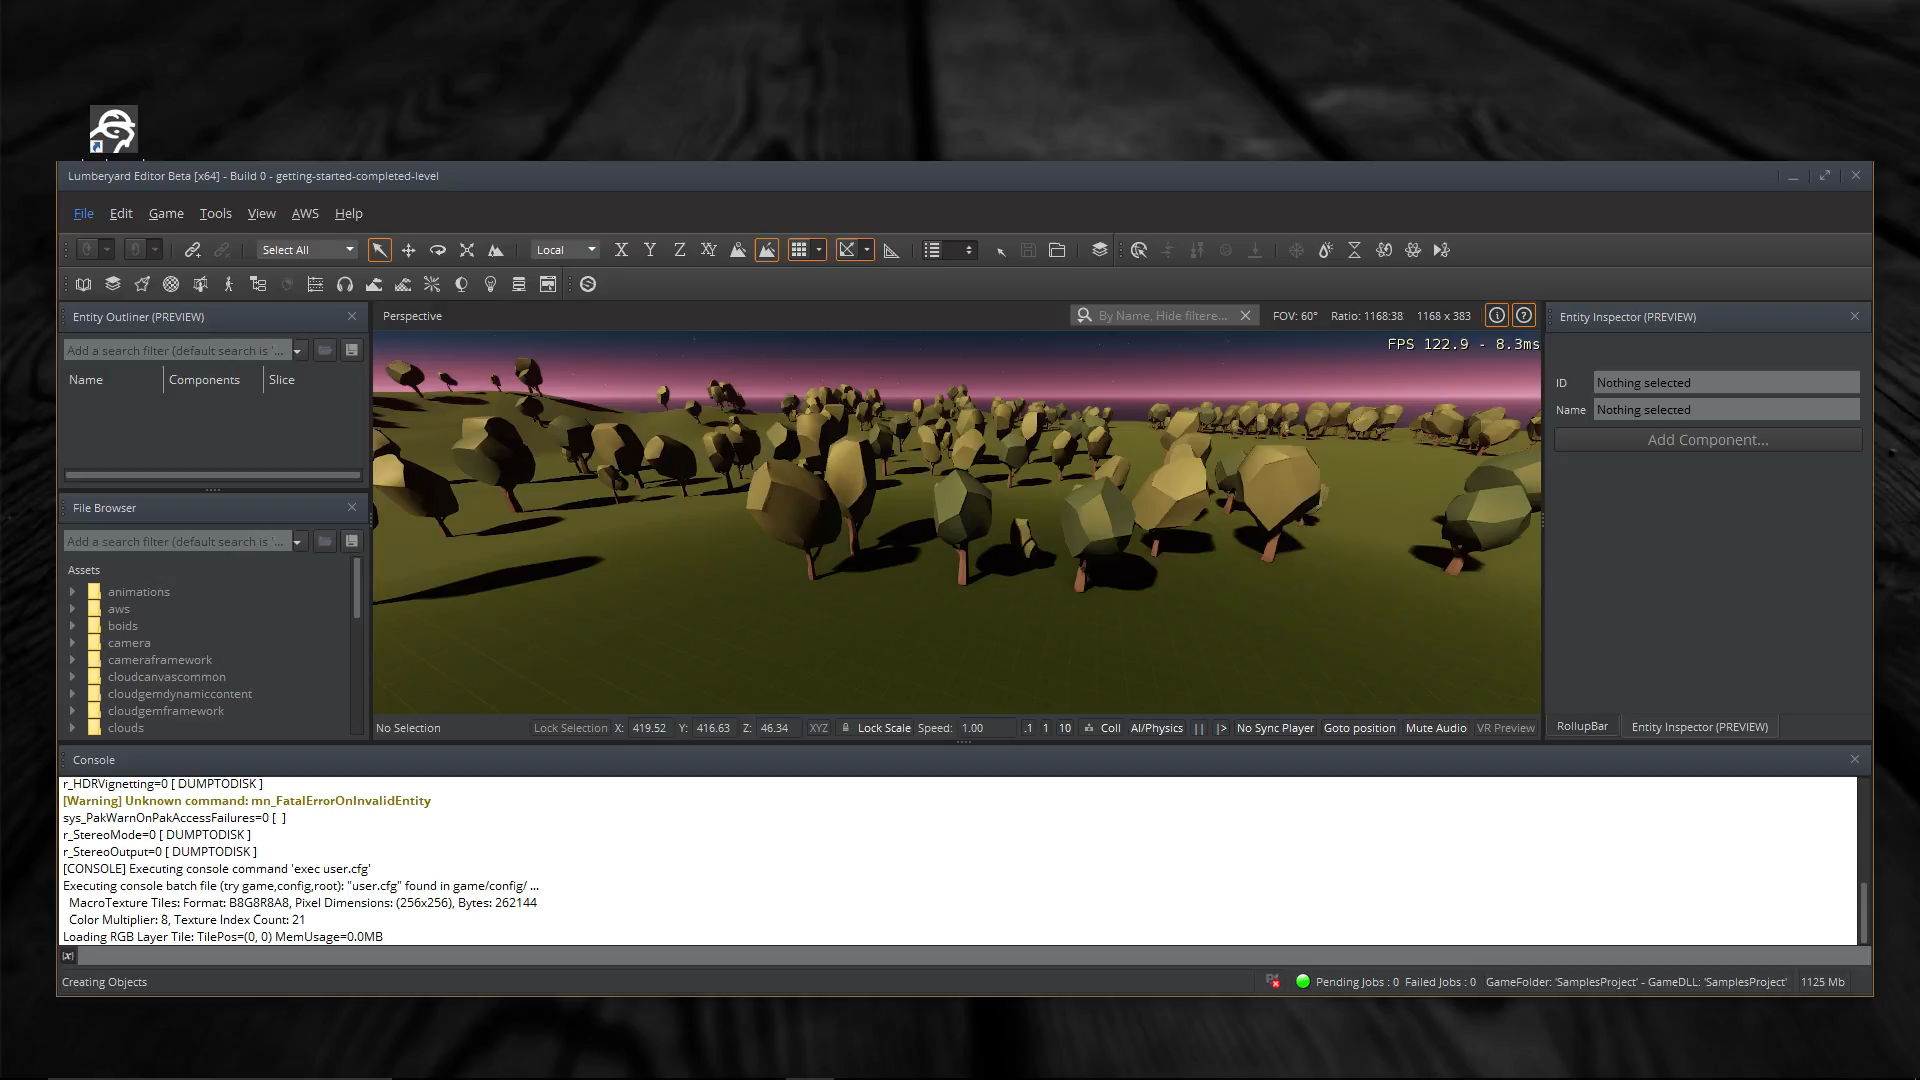 Lumberyard Editor Beta [x64] - Build 0 - getting-started-completed-level
File Edit Game Tools View AWS Help
Select All Local X Y Z XY
Entity Outliner (PREVIEW)
Add a search filter (default search is '...
Name Components Slice
File Browser
Add a search filter (default search is '...
Assets
animations
aws
boids
camera
cameraframework
cloudcanvascommon
cloudgemdynamiccontent
cloudgemframework
clouds
Perspective By Name, Hide filtere... FOV: 60° Ratio: 1168:38 1168 x 383
FPS 122.9 - 8.3ms
No Selection Lock Selection X: 419.52 Y: 416.63 Z: 46.34 XYZ Lock Scale Speed: 1.00 .1 1 10 Coll AI/Physics || |> No Sync Player Goto position Mute Audio VR Preview
Entity Inspector (PREVIEW)
ID Nothing selected
Name Nothing selected
Add Component...
RollupBar Entity Inspector (PREVIEW)
Console
r_HDRVignetting=0 [ DUMPTODISK ]
[Warning] Unknown command: mn_FatalErrorOnInvalidEntity
sys_PakWarnOnPakAccessFailures=0 [ ]
r_StereoMode=0 [ DUMPTODISK ]
r_StereoOutput=0 [ DUMPTODISK ]
[CONSOLE] Executing console command 'exec user.cfg'
Executing console batch file (try game,config,root): "user.cfg" found in game/config/ ...
MacroTexture Tiles: Format: B8G8R8A8, Pixel Dimensions: (256x256), Bytes: 262144
Color Multiplier: 8, Texture Index Count: 21
Loading RGB Layer Tile: TilePos=(0, 0) MemUsage=0.0MB
[x]
Creating Objects Pending Jobs : 0 Failed Jobs : 0 GameFolder: 'SamplesProject' - GameDLL: 'SamplesProject' 1125 Mb